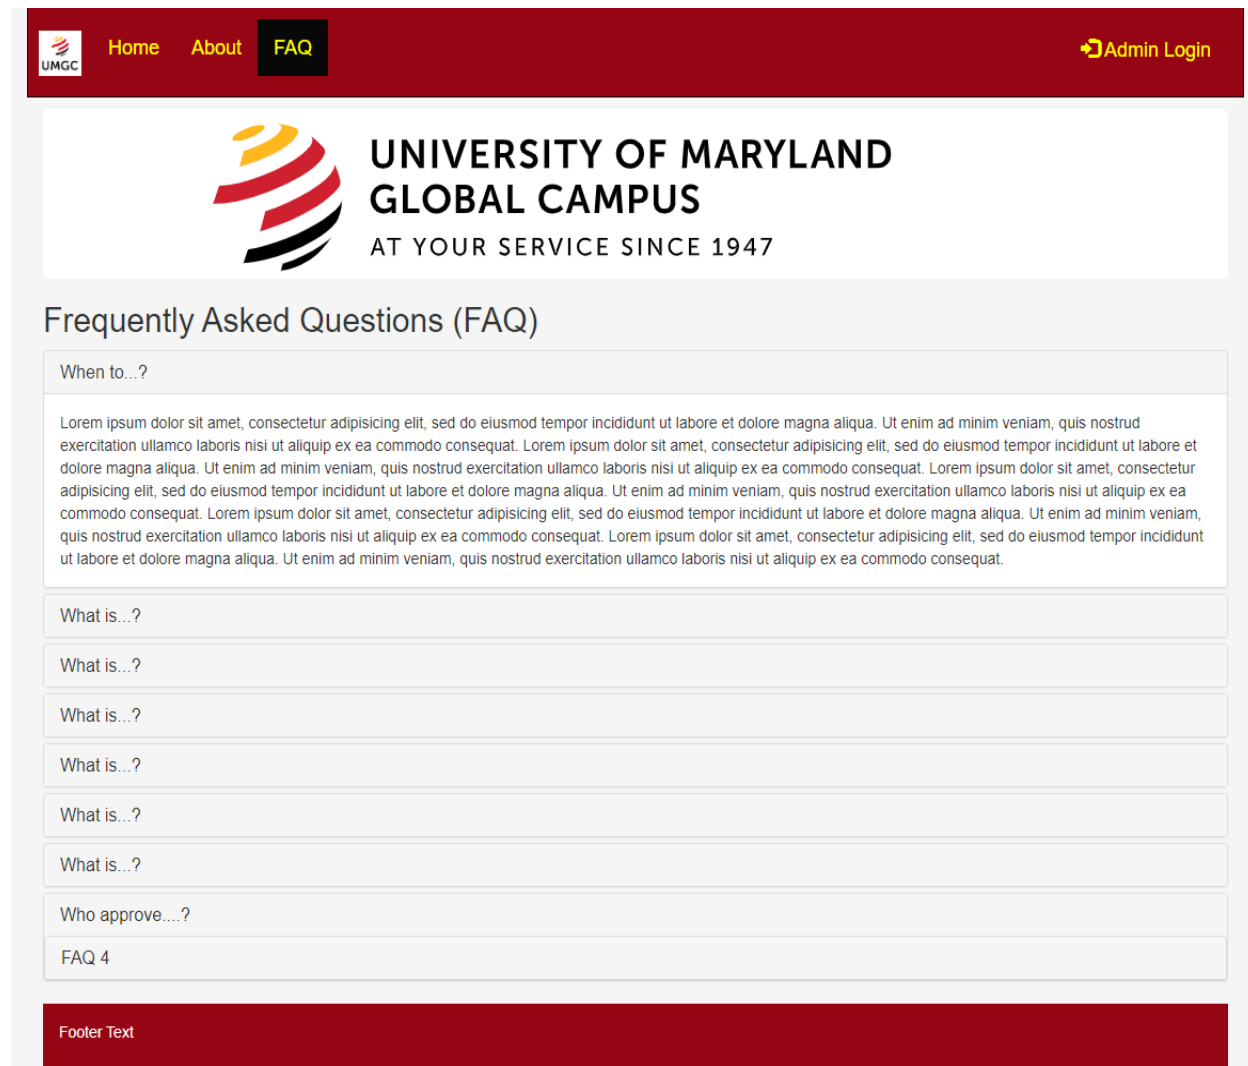 UMGC
Home About FAQ Admin Login
UNIVERSITY OF MARYLAND
GLOBAL CAMPUS
AT YOUR SERVICE SINCE 1947
Frequently Asked Questions (FAQ)
When to...?
Lorem ipsum dolor sit amet, consectetur adipisicing elit, sed do eiusmod tempor incididunt ut labore et dolore magna aliqua. Ut enim ad minim veniam, quis nostrud
exercitation ullamco laboris nisi ut aliquip ex ea commodo consequat. Lorem ipsum dolor sit amet, consectetur adipisicing elit, sed do eiusmod tempor incididunt ut labore et
dolore magna aliqua. Ut enim ad minim veniam, quis nostrud exercitation ullamco laboris nisi ut aliquip ex ea commodo consequat. Lorem ipsum dolor sit amet, consectetur
adipisicing elit, sed do eiusmod tempor incididunt ut labore et dolore magna aliqua. Ut enim ad minim veniam, quis nostrud exercitation ullamco laboris nisi ut aliquip ex ea
commodo consequat. Lorem ipsum dolor sit amet, consectetur adipisicing elit, sed do eiusmod tempor incididunt ut labore et dolore magna aliqua. Ut enim ad minim veniam,
quis nostrud exercitation ullamco laboris nisi ut aliquip ex ea commodo consequat. Lorem ipsum dolor sit amet, consectetur adipisicing elit, sed do eiusmod tempor incididunt
ut labore et dolore magna aliqua. Ut enim ad minim veniam, quis nostrud exercitation ullamco laboris nisi ut aliquip ex ea commodo consequat.
What is...?
What is...?
What is...?
What is...?
What is...?
What is...?
Who approve....?
FAQ 4
Footer Text